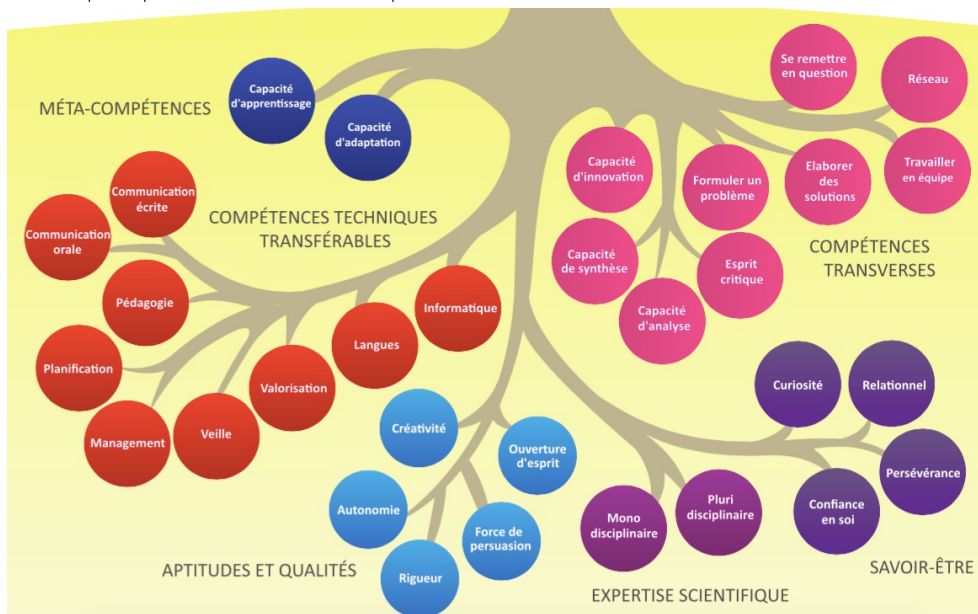 MÉTA-COMPÉTENCES
Capacité
d'apprentissage
Capacité
d'adaptation
COMPÉTENCES TECHNIQUES
TRANSFÉRABLES
Communication
écrite
Communication
orale
Pédagogie
Planification
Management
Veille
Valorisation
Langues
Informatique
Se remettre
en question
Réseau
Travailler
en équipe
Elaborer
des
solutions
Formuler un
problème
Capacité
d'innovation
Capacité
de synthèse
Capacité
d'analyse
Esprit
critique
COMPÉTENCES
TRANSVERSES
Créativité
Ouverture
d'esprit
Autonomie
Force de
persuasion
Rigueur
APTITUDES ET QUALITÉS
Mono
disciplinaire
Pluri
disciplinaire
EXPERTISE SCIENTIFIQUE
Curiosité
Relationnel
Persévérance
Confiance
en soi
SAVOIR-ÊTRE